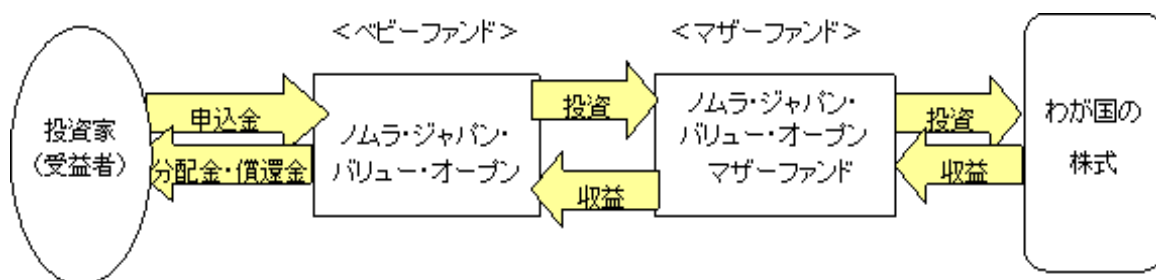 <ベビーファンド>
<マザーファンド>
投資家
(受益者)
申込金
分配金・償還金
ノムラ・ジャパン・
バリュー・オープン
投資
収益
ノムラ・ジャパン・
バリュー・オープン
マザーファンド
投資
収益
わが国の
株式